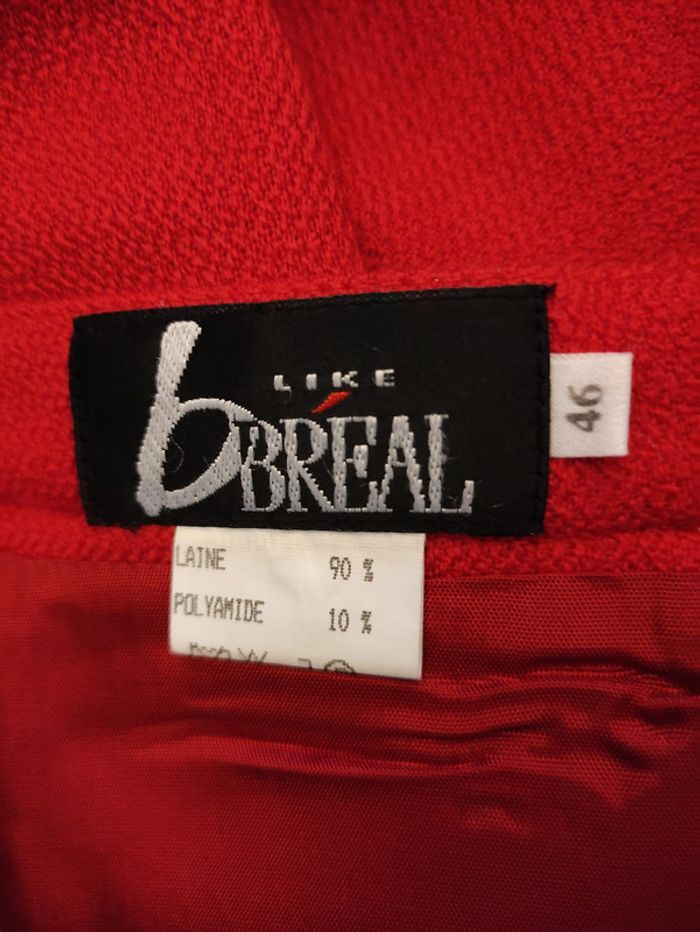 b LIKE
BRÉAL
46
LAINE 90 %
POLYAMIDE 10 %